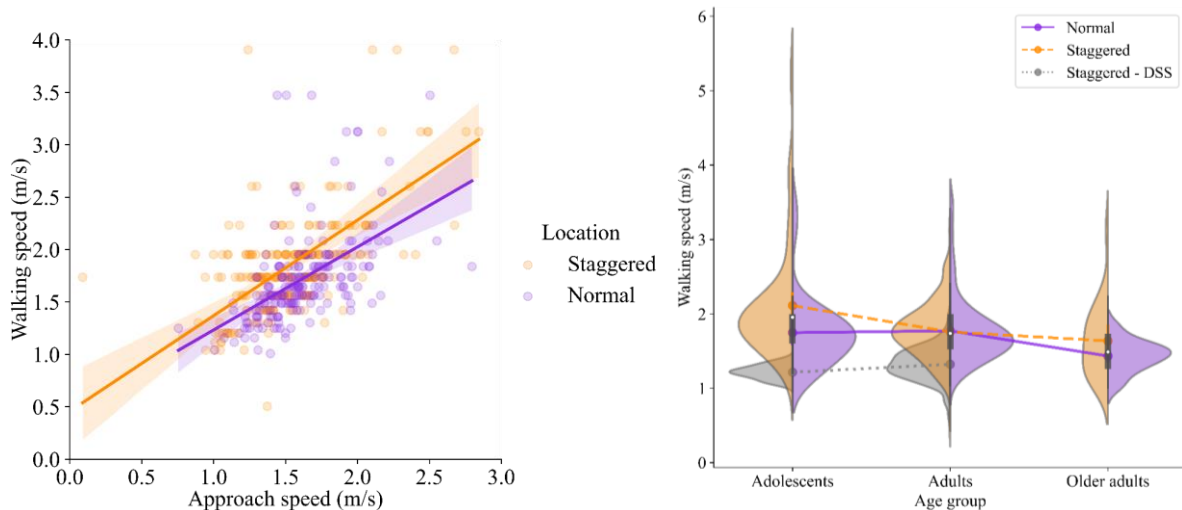 4.0
3.5
3.0
2.5
2.0
1.5
1.0
0.5
0.0
Walking speed (m/s)
0.0 0.5 1.0 1.5 2.0 2.5 3.0
Approach speed (m/s)
Location
Staggered
Normal
6
5
4
3
2
1
0
Walking speed (m/s)
Normal
Staggered
Staggered - DSS
Adolescents Adults Older adults
Age group